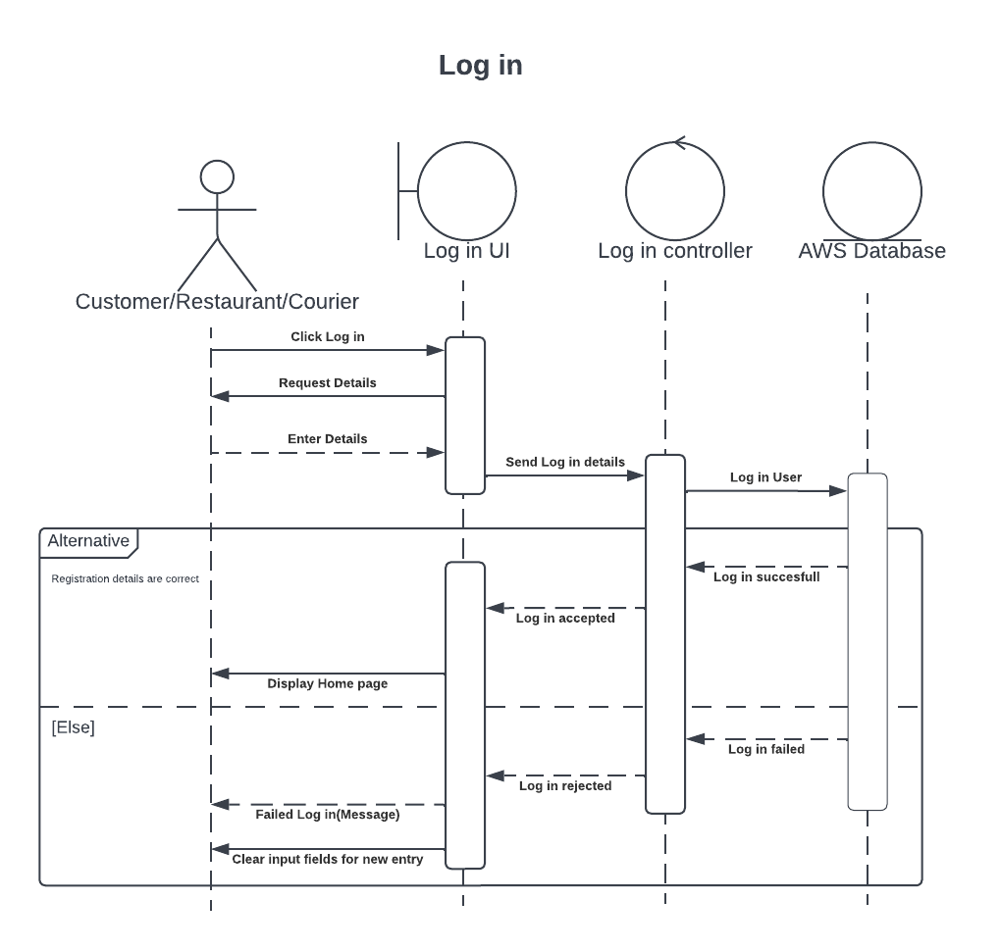 Log in
Log in UI
Log in controller
AWS Database
Customer/Restaurant/Courier
Click Log in
Request Details
Enter Details
Send Log in details
Log in User
Alternative
Registration details are correct
Log in succesfull
Log in accepted
Display Home page
[Else]
Log in failed
Log in rejected
Failed Log in(Message)
Clear input fields for new entry